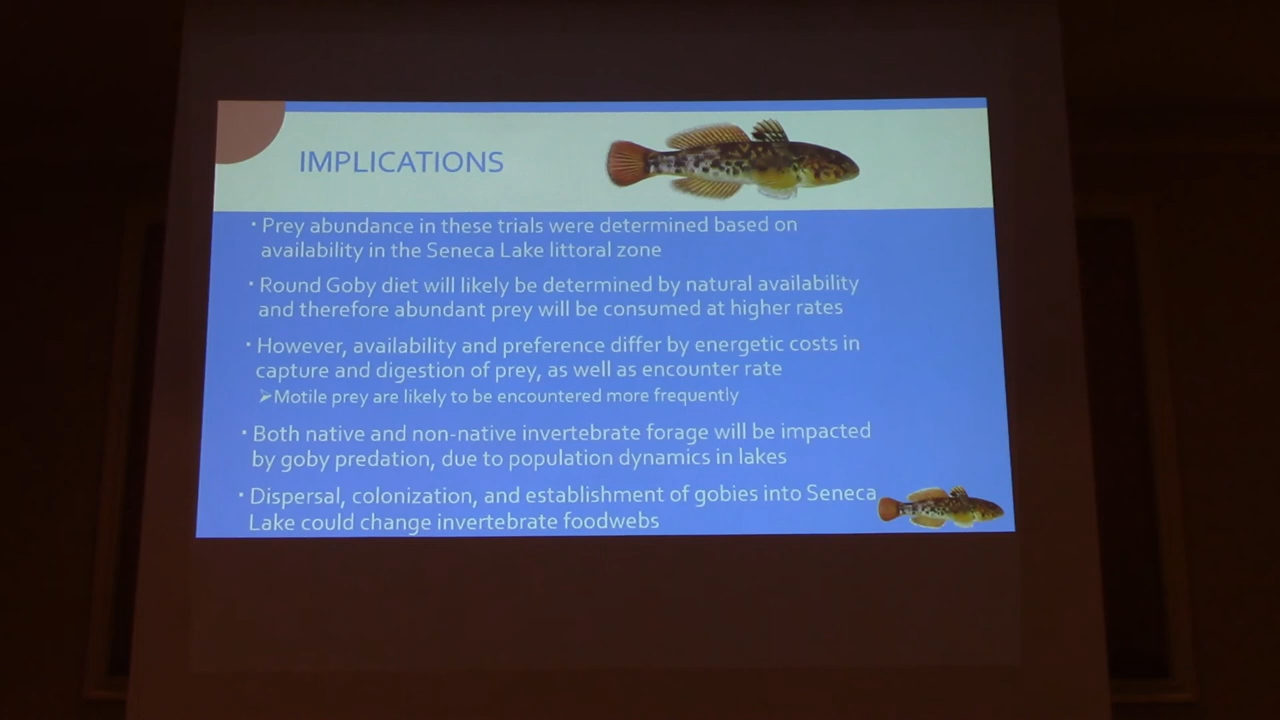 IMPLICATIONS
· Prey abundance in these trials were determined based on
availability in the Seneca Lake littoral zone
· Round Goby diet will likely be determined by natural availability
and therefore abundant prey will be consumed at higher rates
· However, availability and preference differ by energetic costs in
capture and digestion of prey, as well as encounter rate
➢Motile prey are likely to be encountered more frequently
· Both native and non-native invertebrate forage will be impacted
by goby predation, due to population dynamics in lakes
· Dispersal, colonization, and establishment of gobies into Seneca
Lake could change invertebrate foodwebs